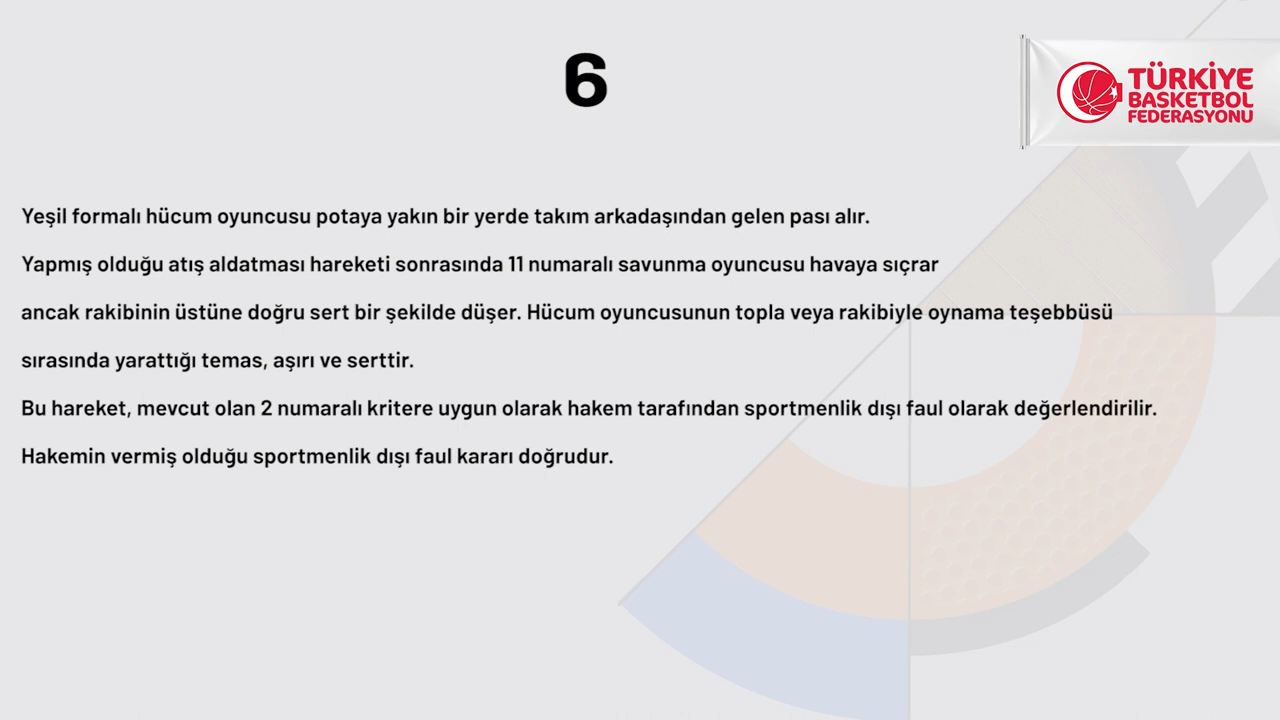 6
TÜRKİYE
BASKETBOL
FEDERASYONU
Yeşil formalı hücum oyuncusu potaya yakın bir yerde takım arkadaşından gelen pası alır.
Yapmış olduğu atış aldatması hareketi sonrasında 11 numaralı savunma oyuncusu havaya sıçrar
ancak rakibinin üstüne doğru sert bir şekilde düşer. Hücum oyuncusunun topla veya rakibiyle oynama teşebbüsü
sırasında yarattığı temas, aşırı ve serttir.
Bu hareket, mevcut olan 2 numaralı kritere uygun olarak hakem tarafından sportmenlik dışı faul olarak değerlendirilir.
Hakemin vermiş olduğu sportmenlik dışı faul kararı doğrudur.